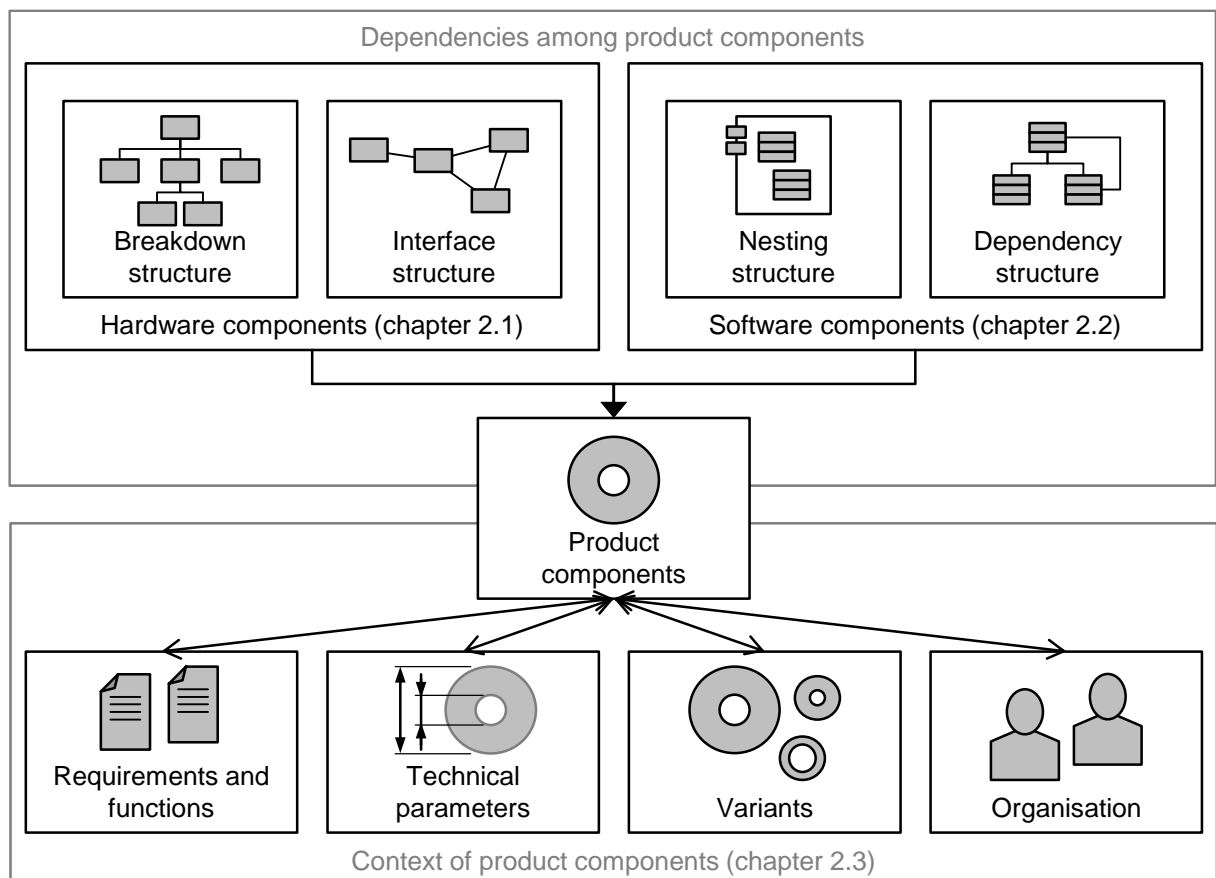 Dependencies among product components
Breakdown
structure
Interface
structure
Nesting
structure
Dependency
structure
Hardware components (chapter 2.1)
Software components (chapter 2.2)
Product
components
Requirements and
functions
Technical
parameters
Variants
Organisation
Context of product components (chapter 2.3)